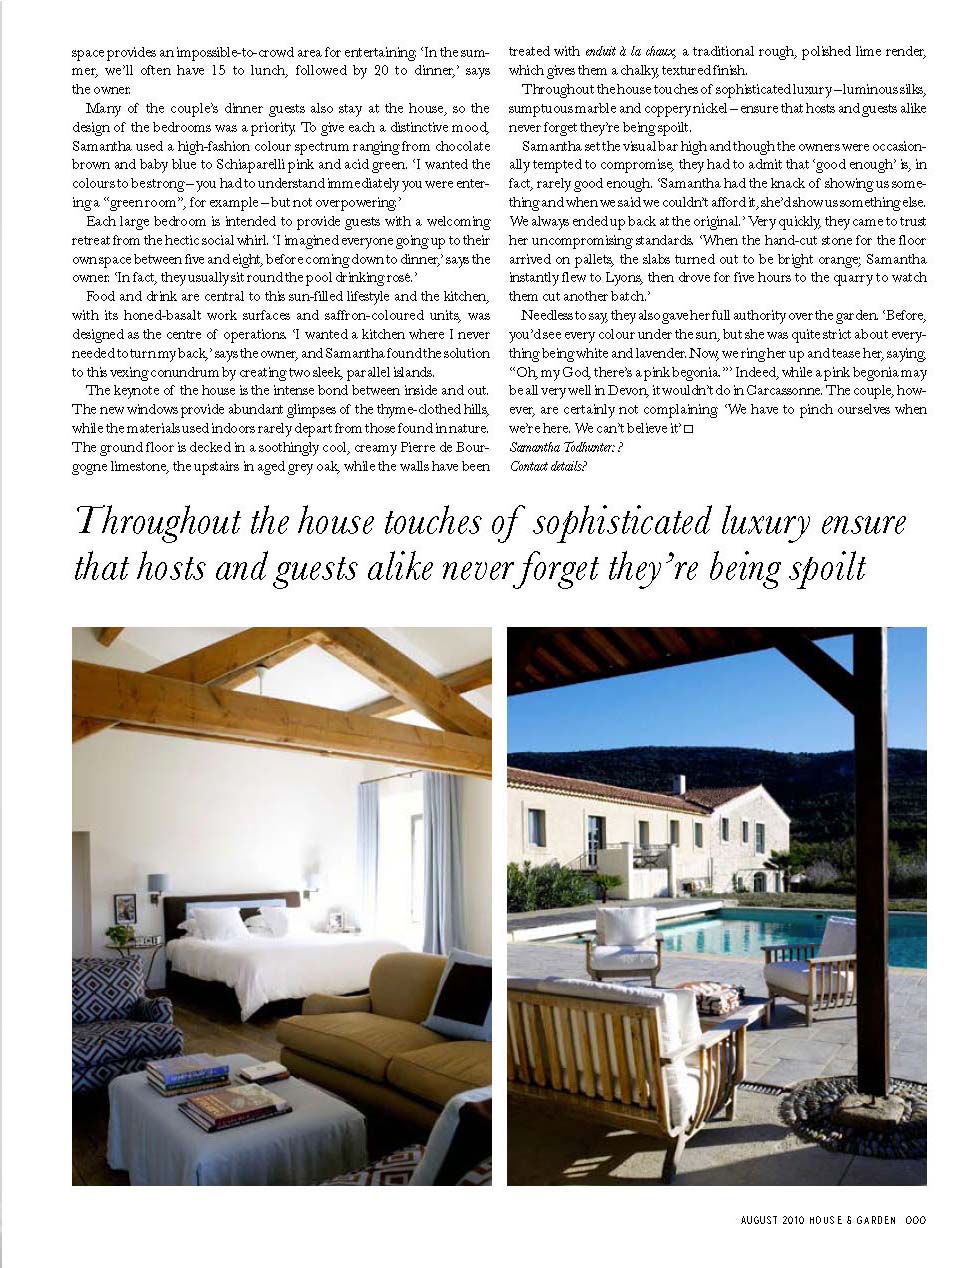 space provides an impossible-to-crowd area for entertaining. ‘In the sum-
mer, we’ll often have 15 to lunch, followed by 20 to dinner,’ says
the owner.
Many of the couple’s dinner guests also stay at the house, so the
design of the bedrooms was a priority. To give each a distinctive mood,
Samantha used a high-fashion colour spectrum ranging from chocolate
brown and baby blue to Schiaparelli pink and acid green. ‘I wanted the
colours to be strong – you had to understand immediately you were enter-
ing a “green room”, for example – but not overpowering.’
Each large bedroom is intended to provide guests with a welcoming
retreat from the hectic social whirl. ‘I imagined everyone going up to their
own space between five and eight, before coming down to dinner,’ says the
owner. ‘In fact, they usually sit round the pool drinking rosé.’
Food and drink are central to this sun-filled lifestyle and the kitchen,
with its honed-basalt work surfaces and saffron-coloured units, was
designed as the centre of operations. ‘I wanted a kitchen where I never
needed to turn my back,’ says the owner, and Samantha found the solution
to this vexing conundrum by creating two sleek, parallel islands.
The keynote of the house is the intense bond between inside and out.
The new windows provide abundant glimpses of the thyme-clothed hills,
while the materials used indoors rarely depart from those found in nature.
The ground floor is decked in a soothingly cool, creamy Pierre de Bour-
gogne limestone, the upstairs in aged grey oak, while the walls have been
treated with enduit à la chaux, a traditional rough, polished lime render,
which gives them a chalky, textured finish.
Throughout the house touches of sophisticated luxury – luminous silks,
sumptuous marble and coppery nickel – ensure that hosts and guests alike
never forget they’re being spoilt.
Samantha set the visual bar high and though the owners were occasion-
ally tempted to compromise, they had to admit that ‘good enough’ is, in
fact, rarely good enough. ‘Samantha had the knack of showing us some-
thing and when we said we couldn’t afford it, she’d show us something else.
We always ended up back at the original.’ Very quickly, they came to trust
her uncompromising standards. ‘When the hand-cut stone for the floor
arrived on pallets, the slabs turned out to be bright orange; Samantha
instantly flew to Lyons, then drove for five hours to the quarry to watch
them cut another batch.’
Needless to say, they also gave her full authority over the garden. ‘Before,
you’d see every colour under the sun, but she was quite strict about every-
thing being white and lavender. Now, we ring her up and tease her, saying,
“Oh, my God, there’s a pink begonia.”’ Indeed, while a pink begonia may
be all very well in Devon, it wouldn’t do in Carcassonne. The couple, how-
ever, are certainly not complaining. ‘We have to pinch ourselves when
we’re here. We can’t believe it’ □
Samantha Todhunter: ?
Contact details?
Throughout the house touches of sophisticated luxury ensure
that hosts and guests alike never forget they’re being spoilt
AUGUST 2010 HOUSE & GARDEN 000